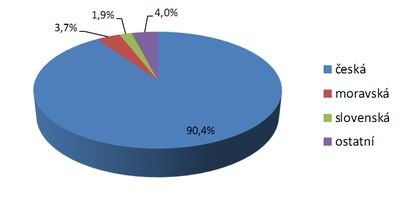 1,9%
4,0%
3,7%
90,4%
česká
moravská
slovenská
ostatní